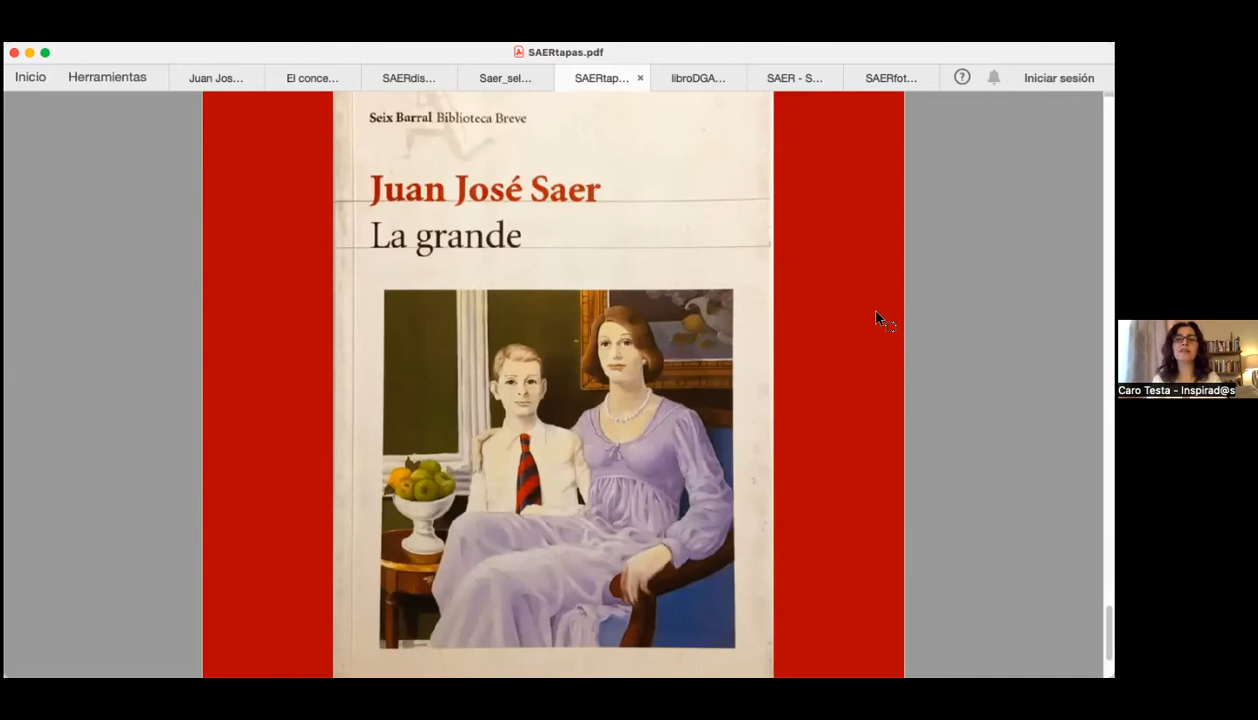 SAERtapas.pdf
Inicio
Herramientas
Juan Jos...
El conce...
SAERdis...
Saer_sel...
SAERtap...
libroDGA...
SAER - S...
SAERfot...
Iniciar sesión
Seix Barral Biblioteca Breve
Juan José Saer
La grande
Caro Testa - Inspirad@s